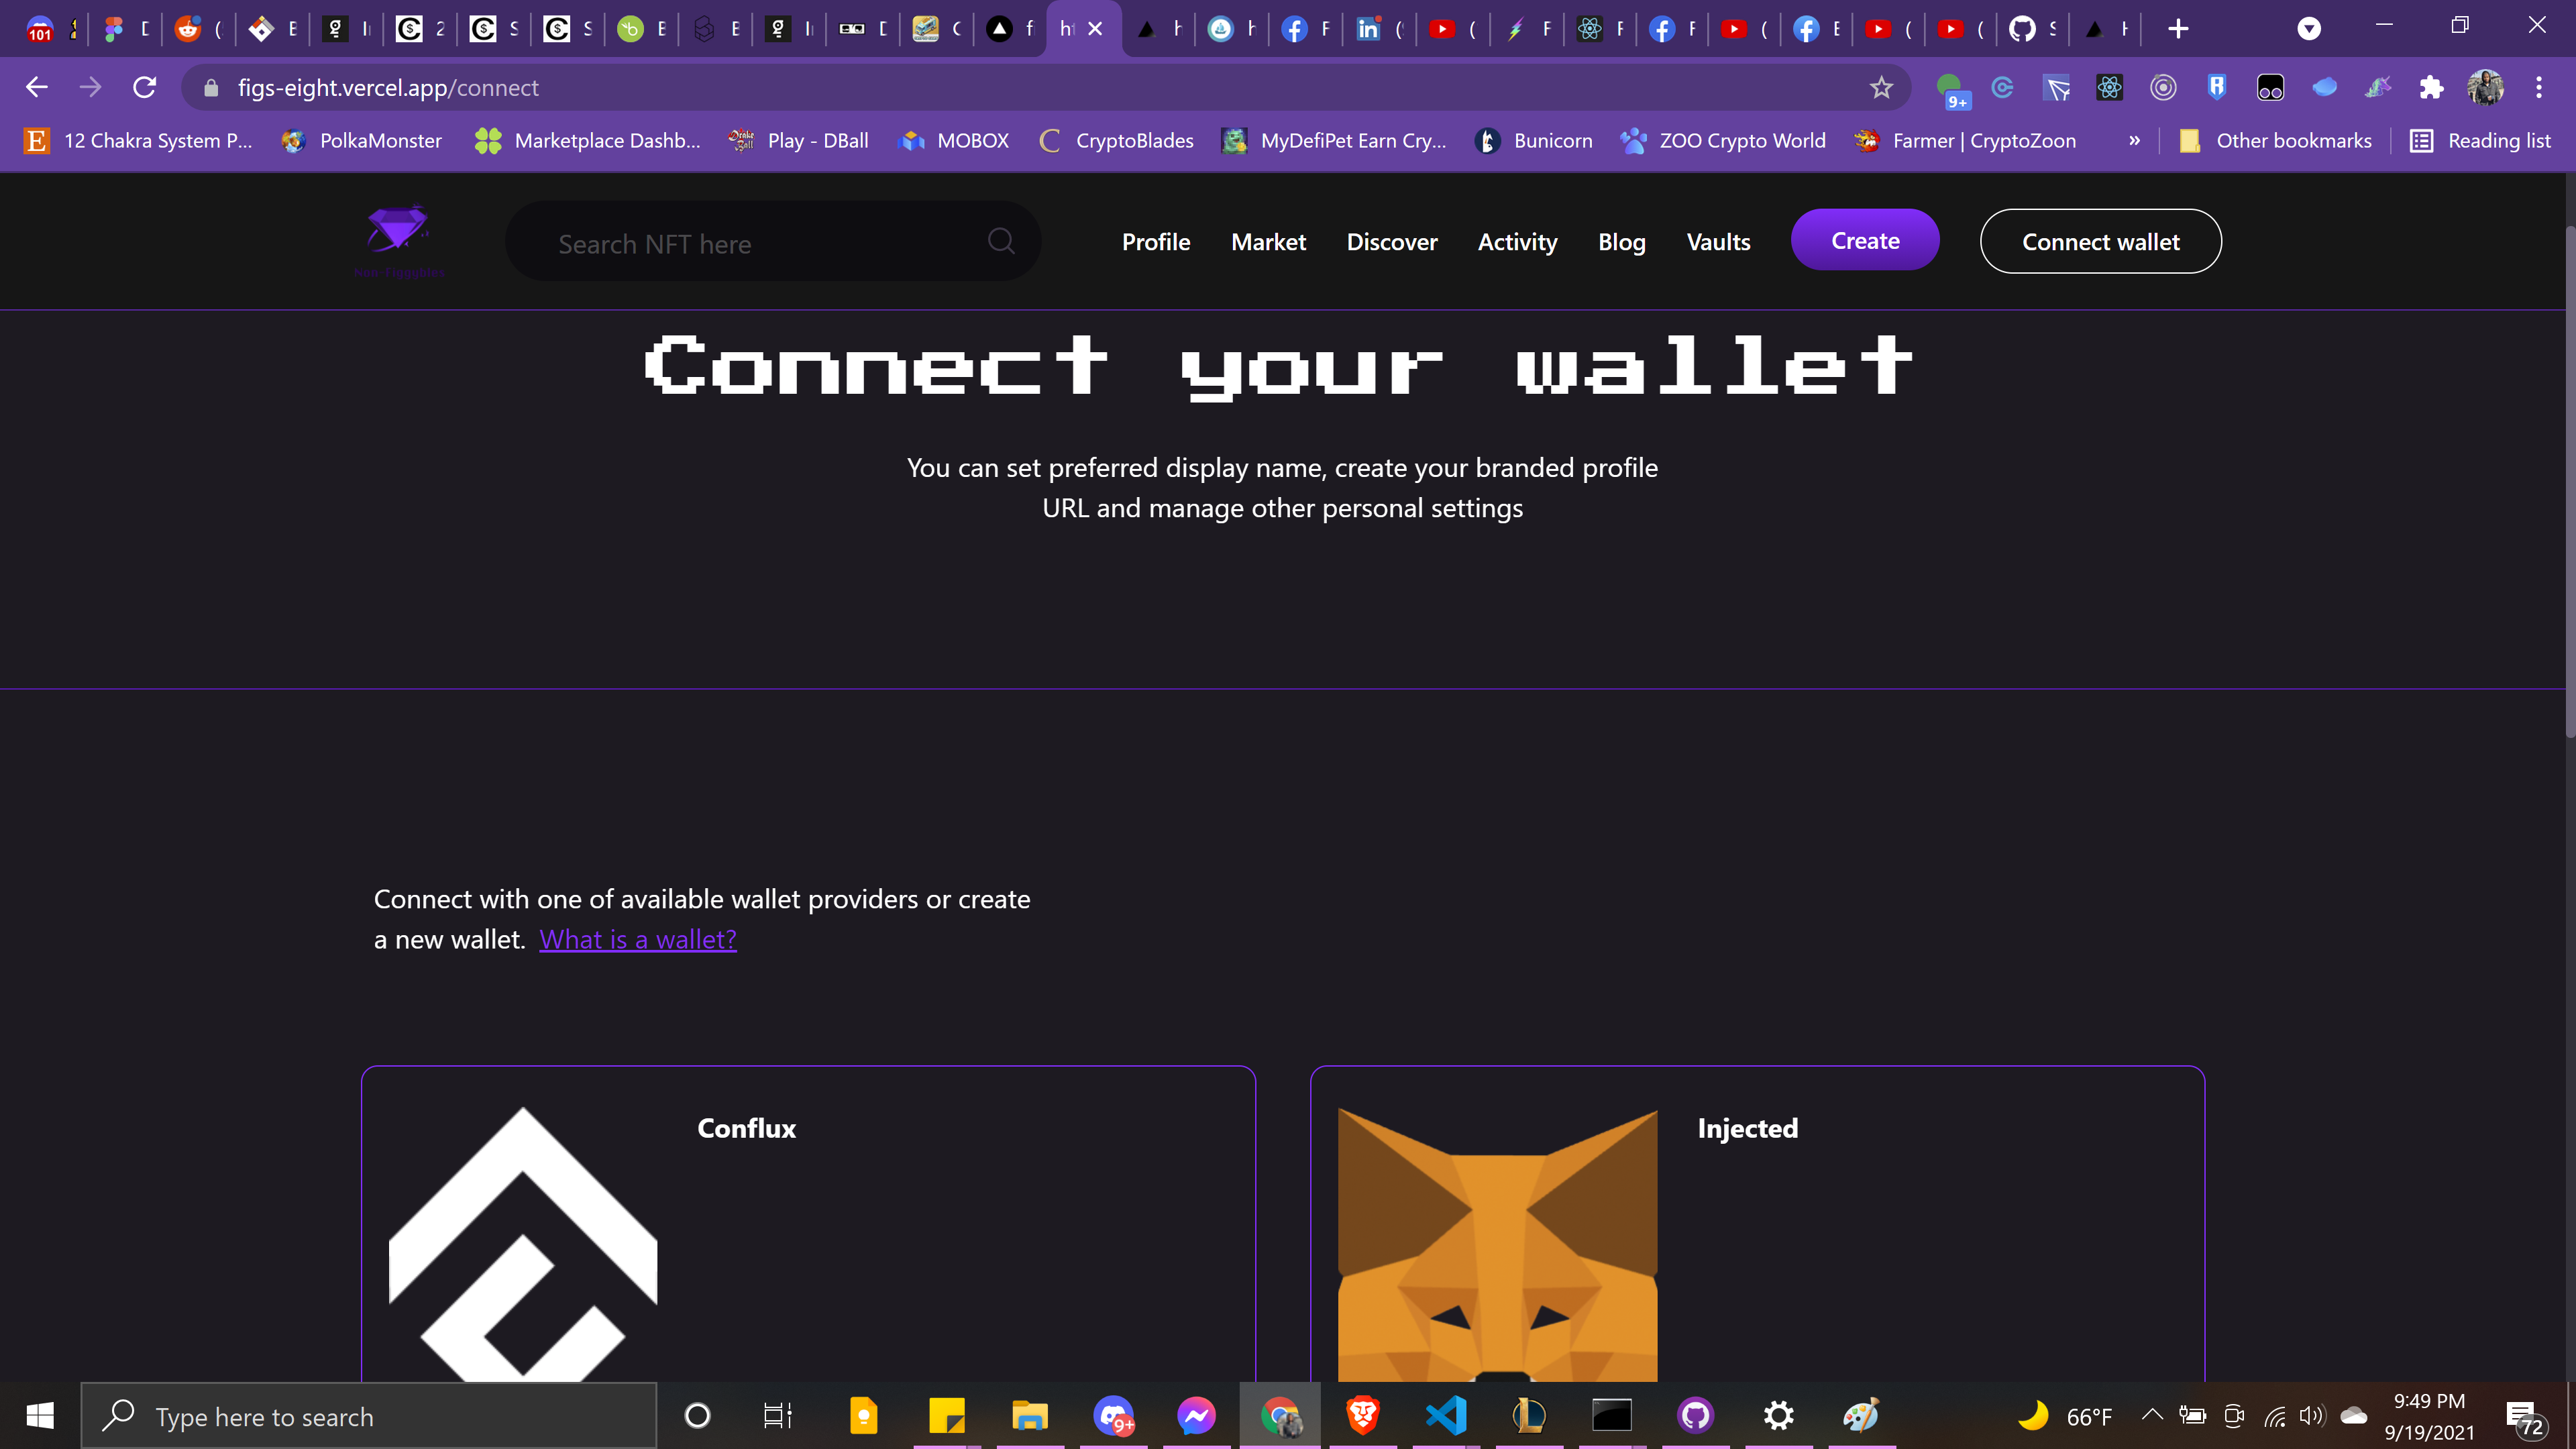 figs-eight.vercel.app/connect
12 Chakra System P...
PolkaMonster
Marketplace Dashb...
Play - DBall
MOBOX
CryptoBlades
MyDefiPet Earn Cry...
Bunicorn
ZOO Crypto World
Farmer | CryptoZoon
»
Other bookmarks
Reading list
9+
Search NFT here
Profile
Market
Discover
Activity
Blog
Vaults
Create
Connect wallet
Connect your wallet
You can set preferred display name, create your branded profile
URL and manage other personal settings
Connect with one of available wallet providers or create
a new wallet. What is a wallet?
Conflux
Injected
Type here to search
9+
66°F
9:49 PM
9/19/2021
72